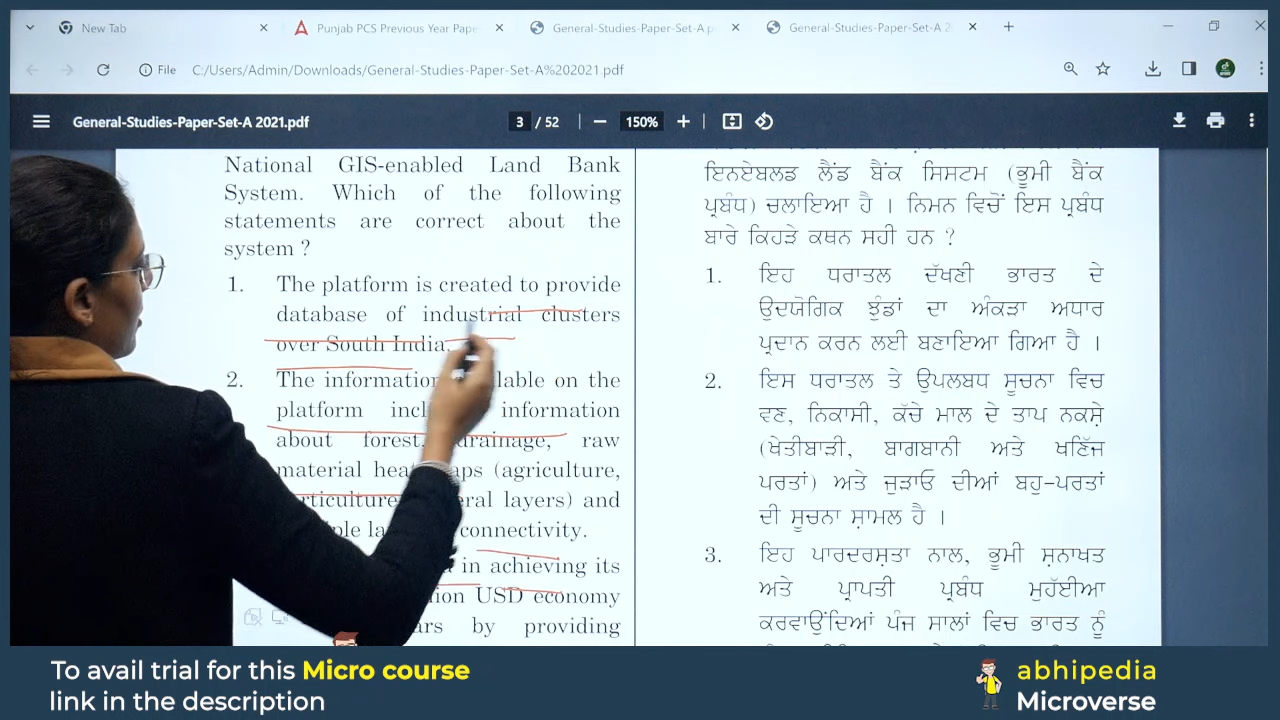 New Tab
Punjab PCS Previous Year Pape
General-Studies-Paper-Set-A p
General-Studies-Paper-Set-A 2
File C:/Users/Admin/Downloads/General-Studies-Paper-Set-A%202021.pdf
General-Studies-Paper-Set-A 2021.pdf
3 / 52
150%
National GIS-enabled Land Bank
System. Which of the following
statements are correct about the
system ?
1. The platform is created to provide
database of industrial clusters
over South India.
2. The information on the
platform information
about forest, drainage, raw
material (agriculture,
layers) and
connectivity.
in achieving its
USD economy
by providing
ਇਨਏਬਲਡ ਲੈਂਡ ਬੈਂਕ ਸਿਸਟਮ (ਭੂਮੀ ਬੈਂਕ
ਪ੍ਰਬੰਧ) ਚਲਾਇਆ ਹੈ । ਨਿਮਨ ਵਿਚੋਂ ਇਸ ਪ੍ਰਬੰਧ
ਬਾਰੇ ਕਿਹੜੇ ਕਥਨ ਸਹੀ ਹਨ ?
1. ਇਹ ਧਰਾਤਲ ਦੱਖਣੀ ਭਾਰਤ ਦੇ
ਉਦਯੋਗਿਕ ਝੁੰਡਾਂ ਦਾ ਅੰਕੜਾ ਅਧਾਰ
ਪ੍ਰਦਾਨ ਕਰਨ ਲਈ ਬਣਾਇਆ ਗਿਆ ਹੈ ।
2. ਇਸ ਧਰਾਤਲ ਤੇ ਉਪਲਬਧ ਸੂਚਨਾ ਵਿਚ
ਵਣ, ਨਿਕਾਸੀ, ਕੱਚੇ ਮਾਲ ਦੇ ਤਾਪ ਨਕਸ਼ੇ
(ਖੇਤੀਬਾੜੀ, ਬਾਗਬਾਨੀ ਅਤੇ ਖਣਿੱਜ
ਪਰਤਾਂ) ਅਤੇ ਜੁੜਾਓ ਦੀਆਂ ਬਹੁ-ਪਰਤਾਂ
ਦੀ ਸੂਚਨਾ ਸ਼ਾਮਲ ਹੈ ।
3. ਇਹ ਪਾਰਦਰਸ਼ਤਾ ਨਾਲ, ਭੂਮੀ ਸ਼ਨਾਖਤ
ਅਤੇ ਪ੍ਰਾਪਤੀ ਪ੍ਰਬੰਧ ਮੁਹੱਈਆ
ਕਰਵਾਉਂਦਿਆਂ ਪੰਜ ਸਾਲਾਂ ਵਿਚ ਭਾਰਤ ਨੂੰ
To avail trial for this Micro course
link in the description
abhipedia
Microverse